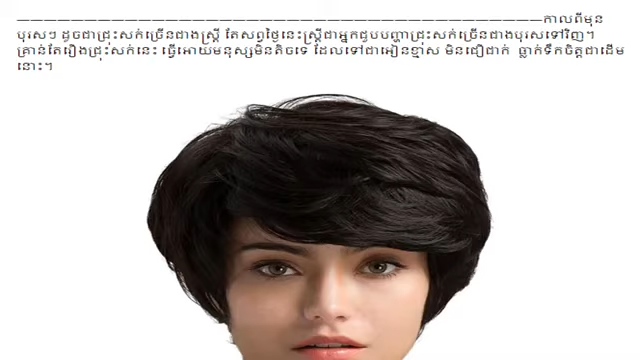 ———————————————————————————————————————កាលពីមុន
បុរសៗ ដូចជាជ្រុះសក់ច្រើនជាងស្ត្រី តែសព្វថ្ងៃនេះស្ត្រីជាអ្នកជួបបញ្ហាជ្រុះសក់ច្រើនជាងបុរសទៅវិញ។
គ្រាន់តែរឿងជ្រុះសក់នេះ ធ្វើអោយមនុស្សមិនតិចទេ ដែលទៅជាអៀនខ្មាស មិនជឿជាក់ ធ្លាក់ទឹកចិត្តជាដើម
នោះ។